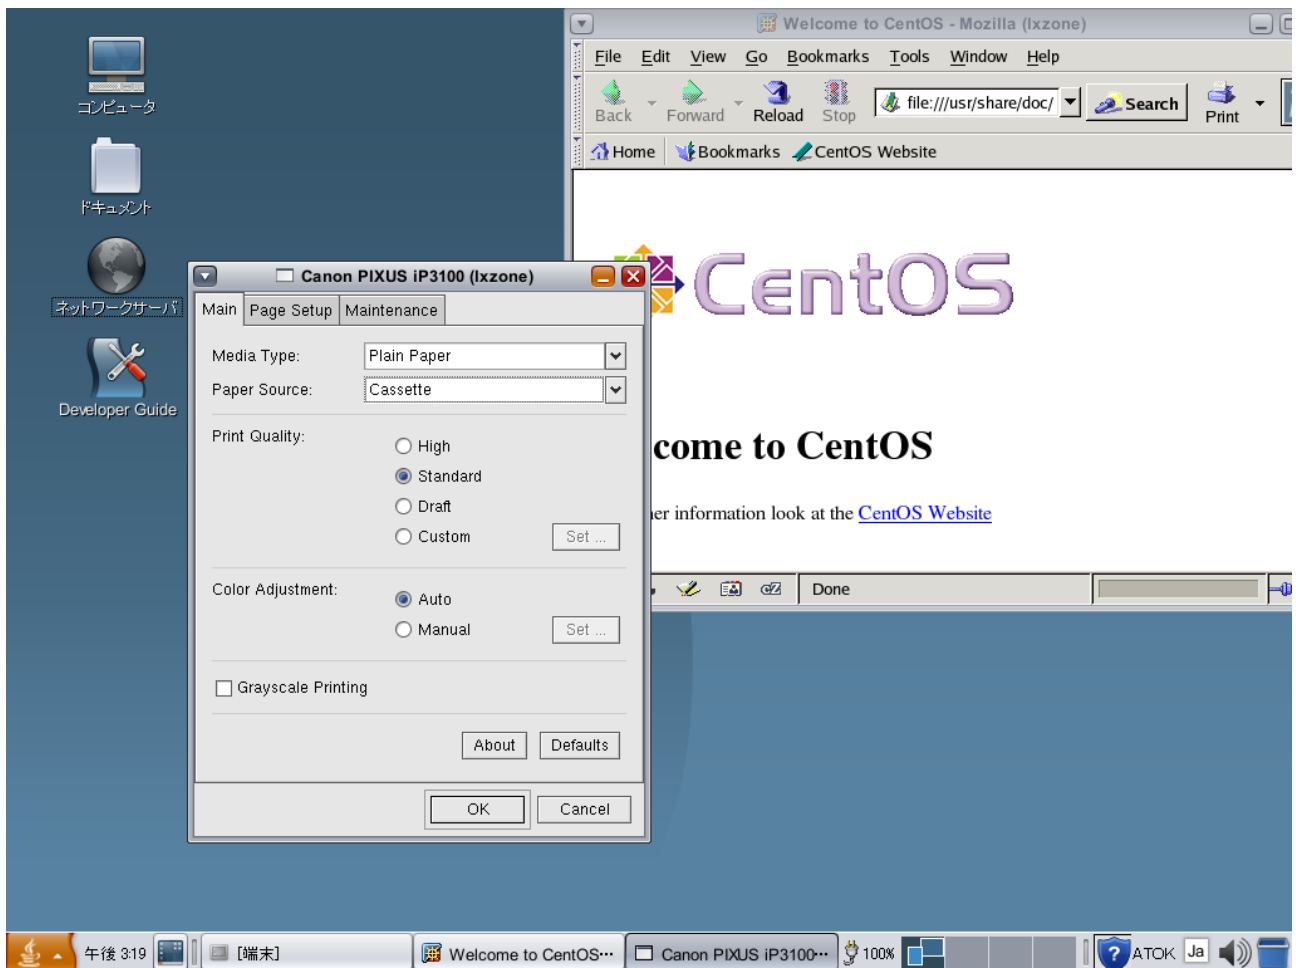 コンピュータ
ドキュメント
ネットワークサーバ
Developer Guide
Welcome to CentOS - Mozilla (lxzone)
File Edit View Go Bookmarks Tools Window Help
Back Forward Reload Stop file:///usr/share/doc/ Search Print
Home Bookmarks CentOS Website
CentOS
come to CentOS
er information look at the CentOS Website
Done
Canon PIXUS iP3100 (lxzone)
Main Page Setup Maintenance
Media Type: Plain Paper
Paper Source: Cassette
Print Quality:
High
Standard
Draft
Custom Set ...
Color Adjustment:
Auto
Manual Set ...
Grayscale Printing
About Defaults
OK Cancel
午後 3:19 [端末] Welcome to CentOS··· Canon PIXUS iP3100··· 100% ? ATOK Ja